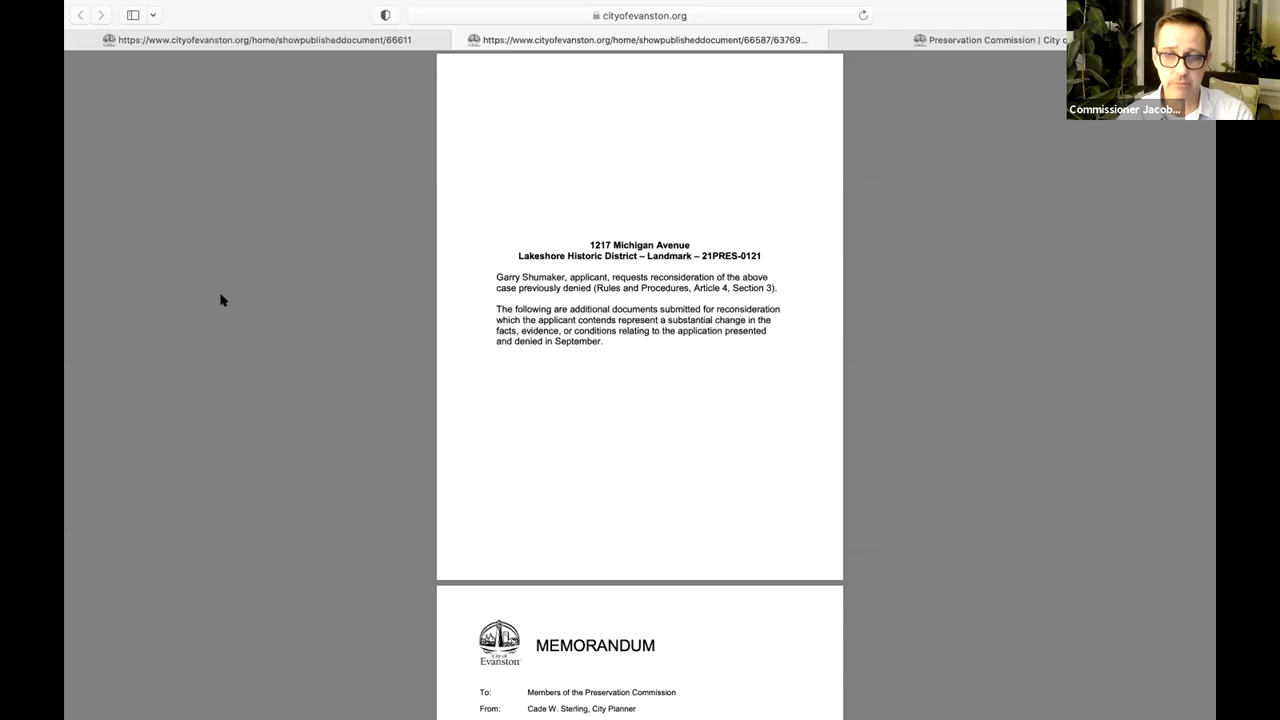 cityofevanston.org
https://www.cityofevanston.org/home/showpublisheddocument/66611
https://www.cityofevanston.org/home/showpublisheddocument/66587/63769...
Preservation Commission | City o
Commissioner Jacob...
1217 Michigan Avenue
Lakeshore Historic District – Landmark – 21PRES-0121
Garry Shumaker, applicant, requests reconsideration of the above
case previously denied (Rules and Procedures, Article 4, Section 3).
The following are additional documents submitted for reconsideration
which the applicant contends represent a substantial change in the
facts, evidence, or conditions relating to the application presented
and denied in September.
City of
Evanston
MEMORANDUM
To: Members of the Preservation Commission
From: Cade W. Sterling, City Planner